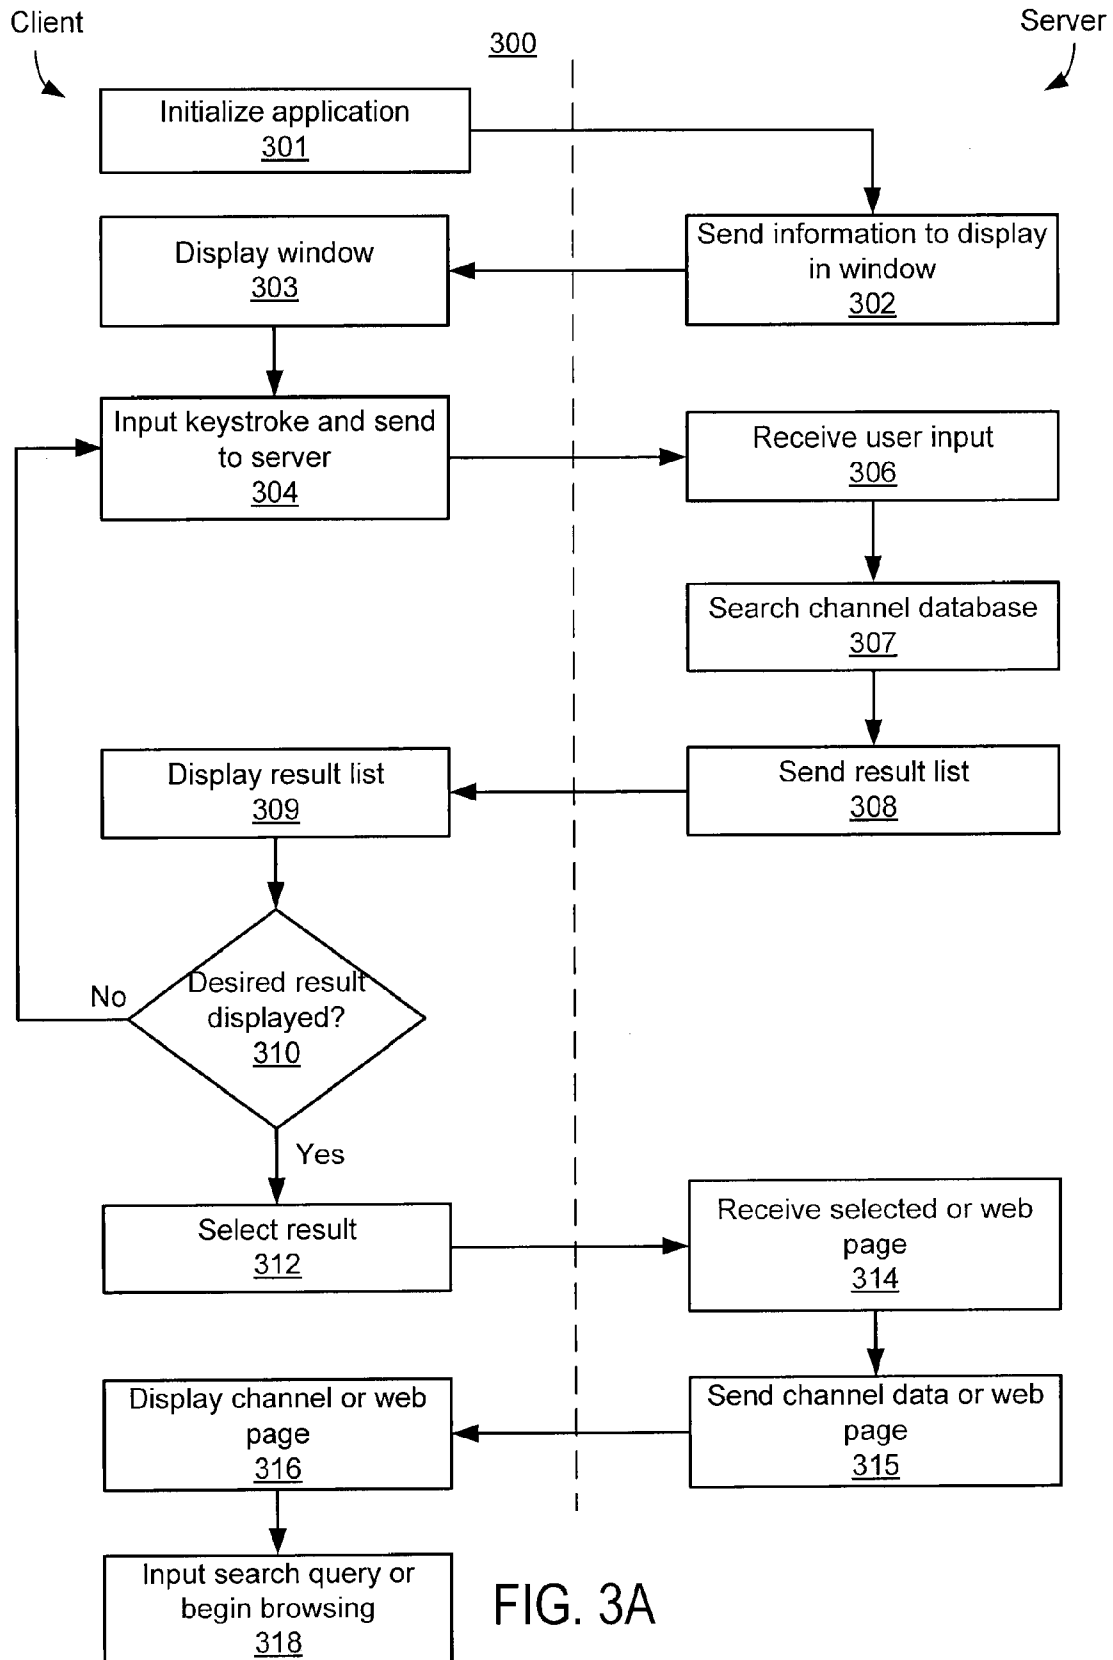 Client
300
Server
Initialize application
301
Send information to display
in window
302
Display window
303
Input keystroke and send
to server
304
Receive user input
306
Search channel database
307
Send result list
308
Display result list
309
Desired result
displayed?
310
No
Yes
Select result
312
Receive selected or web
page
314
Send channel data or web
page
315
Display channel or web
page
316
Input search query or
begin browsing
318
FIG. 3A